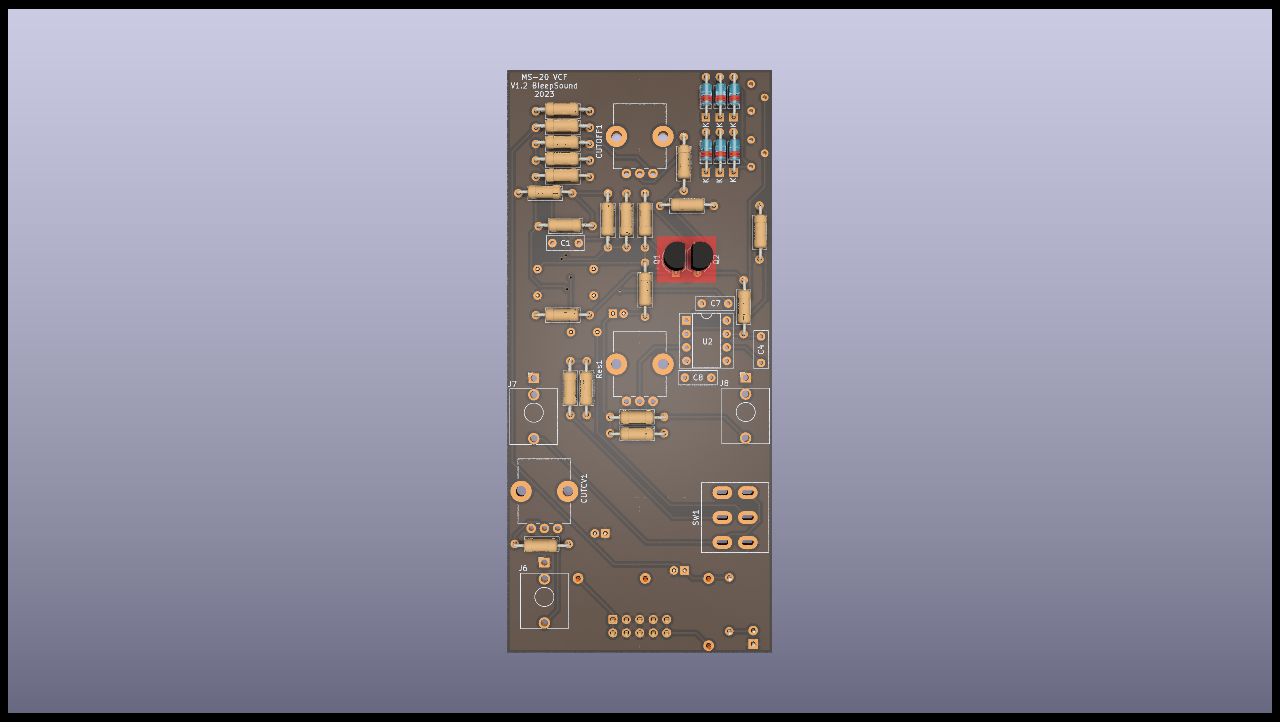 MS-20 VCF
V1.2 BleepSound
2023
CUTOFF1
K K K
K K K
C1
Q1
Q2
C7
U2
C4
Res1
C8
J7
J8
CUTCV1
SW1
J6